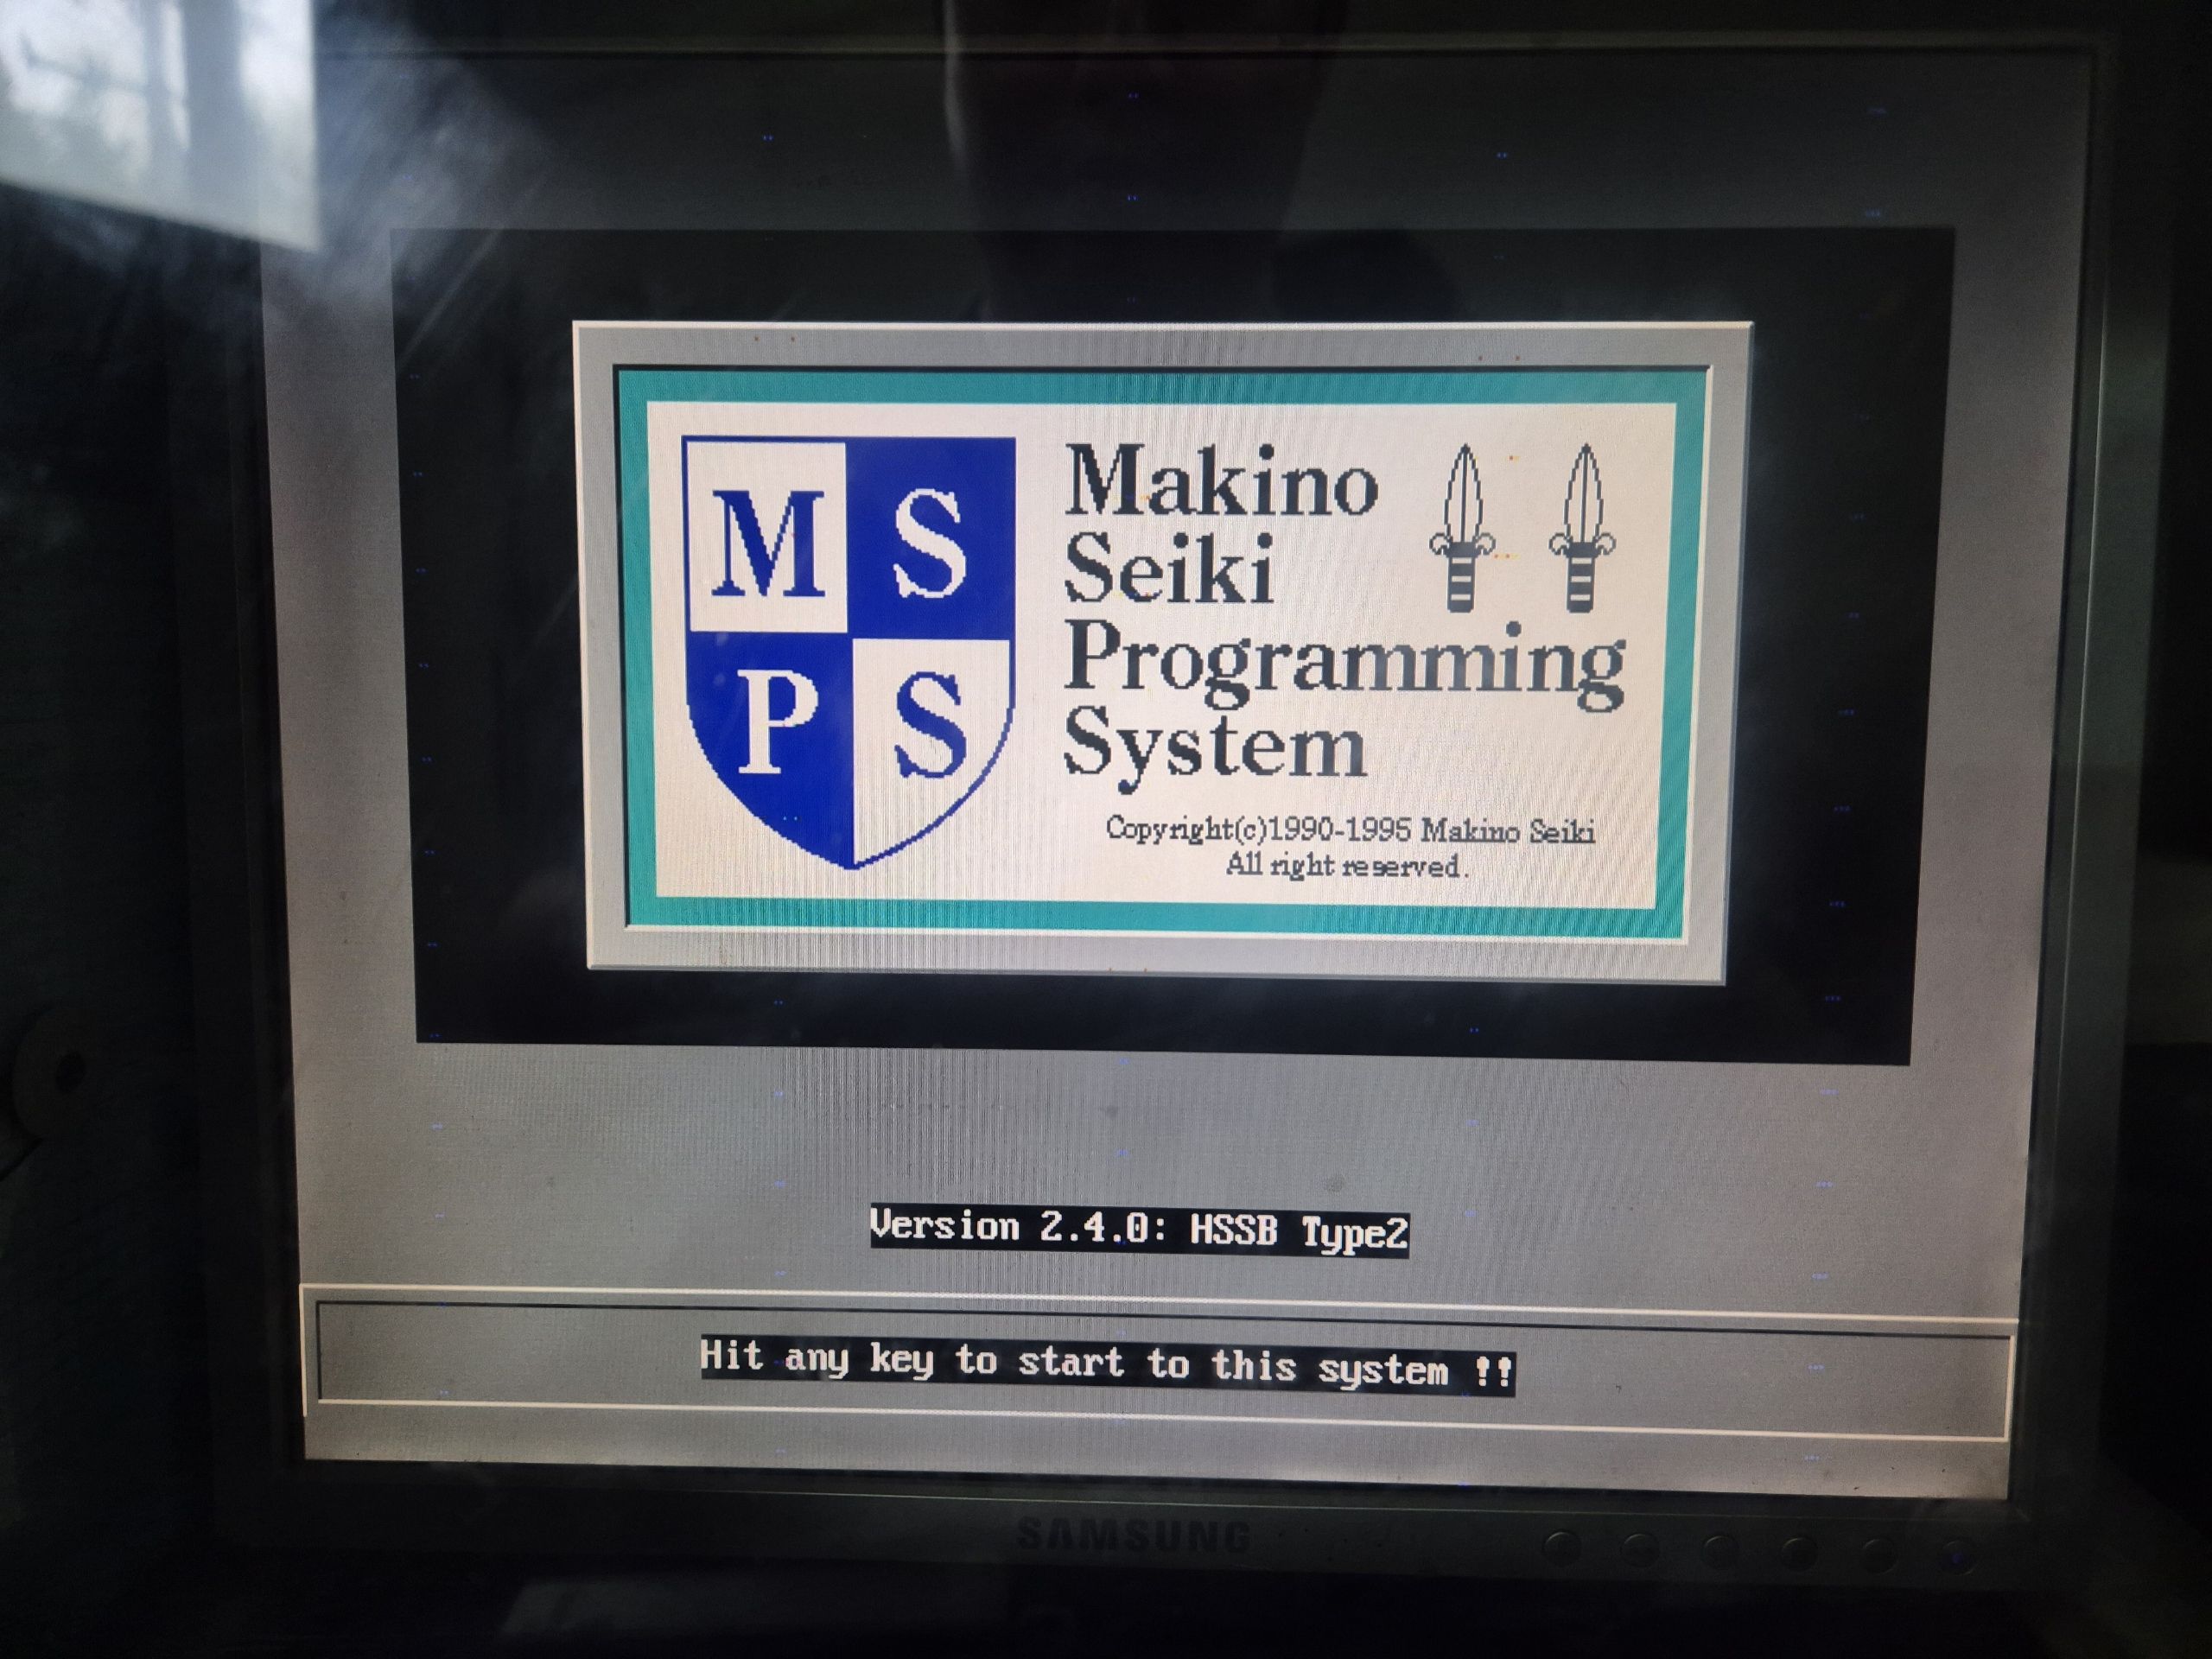 M S
P S
Makino
Seiki
Programming
System
Copyright(c)1990-1995 Makino Seiki
All right reserved.
Version 2.4.0: HSSB Type2
Hit any key to start to this system !!
SAMSUNG